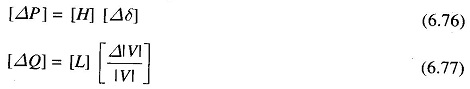 [ΔP] = [H] [Δδ] (6.76)
[ΔQ] = [L] [Δ|V| / |V|] (6.77)